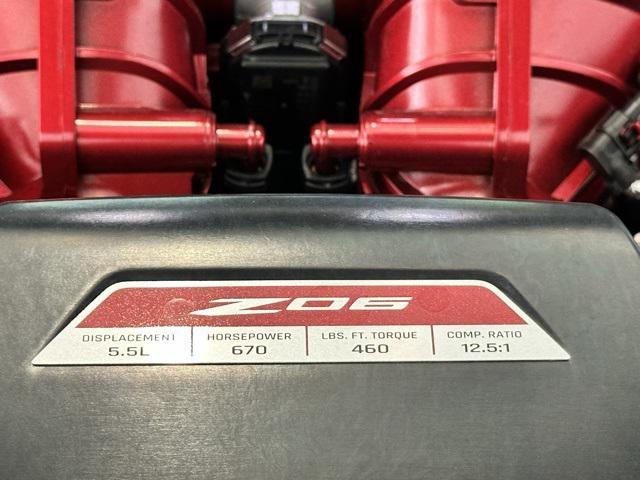 Z06
DISPLACEMENT HORSEPOWER LBS. FT. TORQUE COMP. RATIO
5.5L 670 460 12.5:1